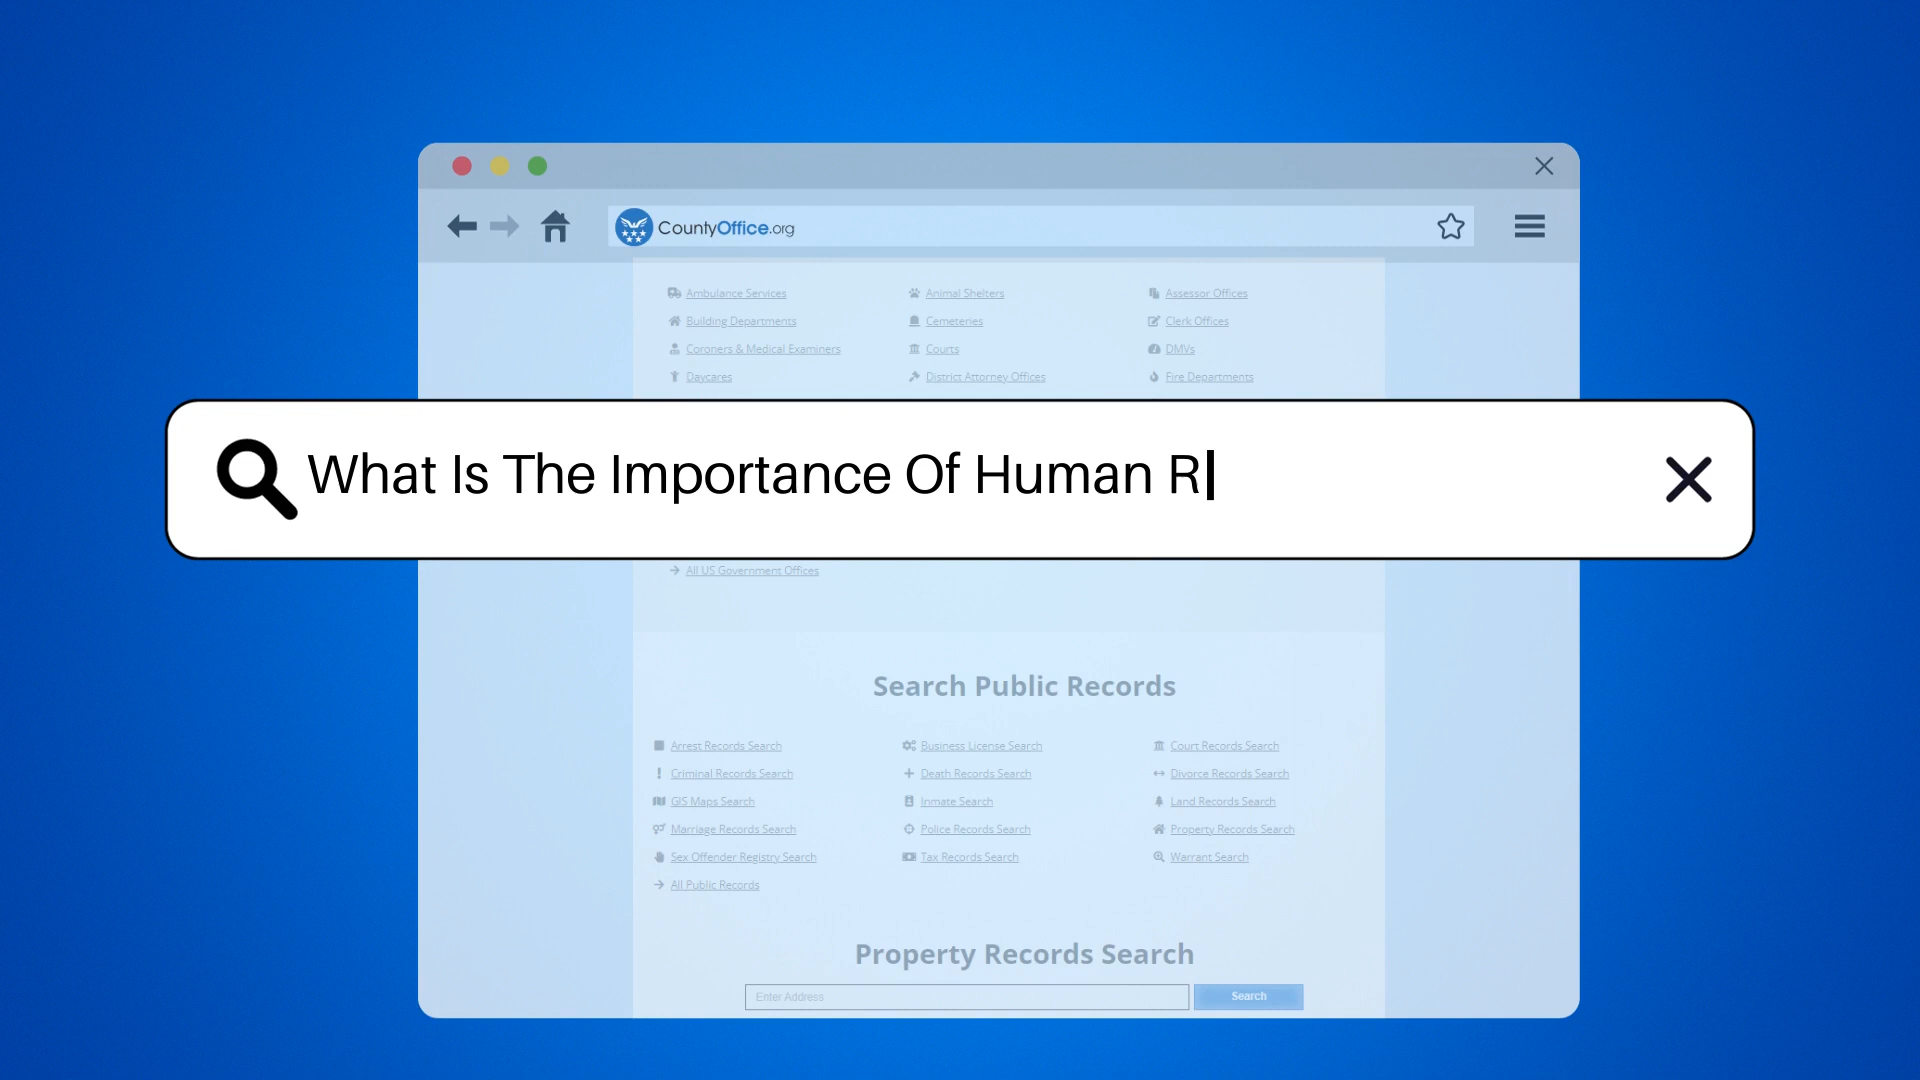 CountyOffice.org
Ambulance Services Animal Shelters Assessor Offices
Building Departments Cemeteries Clerk Offices
Coroners & Medical Examiners Courts DMVs
Daycares District Attorney Offices Fire Departments
What Is The Importance Of Human R
All US Government Offices
Search Public Records
Arrest Records Search Business License Search Court Records Search
Criminal Records Search Death Records Search Divorce Records Search
GIS Maps Search Inmate Search Land Records Search
Marriage Records Search Police Records Search Property Records Search
Sex Offender Registry Search Tax Records Search Warrant Search
All Public Records
Property Records Search
Enter Address Search